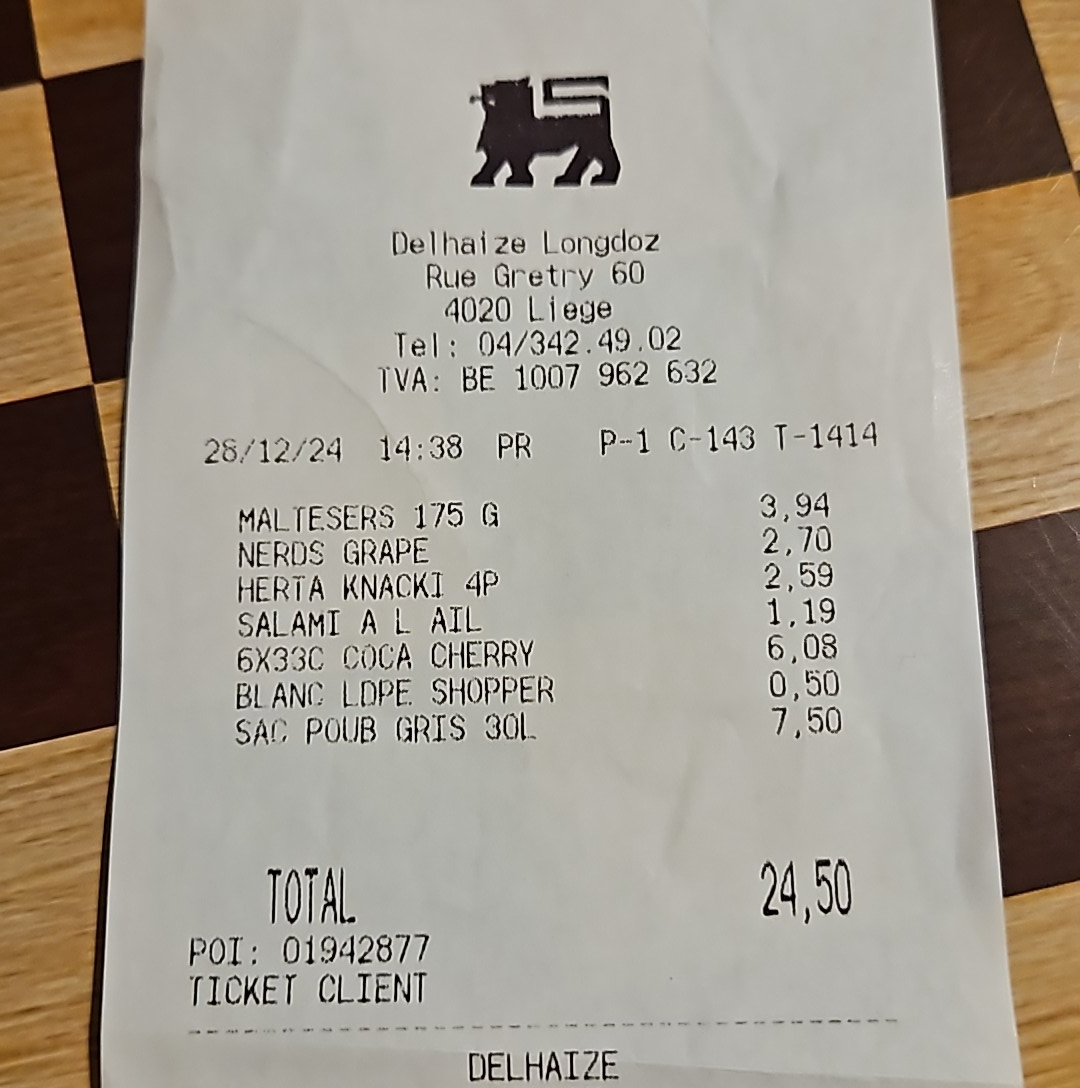 Delhaize Longdoz
Rue Gretry 60
4020 Liege
Tel: 04/342.49.02
TVA: BE 1007 962 632
28/12/24 14:38 PR P-1 C-143 T-1414
MALTESERS 175 G 3,94
NERDS GRAPE 2,70
HERTA KNACKI 4P 2,59
SALAMI A L AIL 1,19
6X33C COCA CHERRY 6,08
BLANC LDPE SHOPPER 0,50
SAC POUB GRIS 30L 7,50
TOTAL 24,50
POI: 01942877
TICKET CLIENT
DELHAIZE